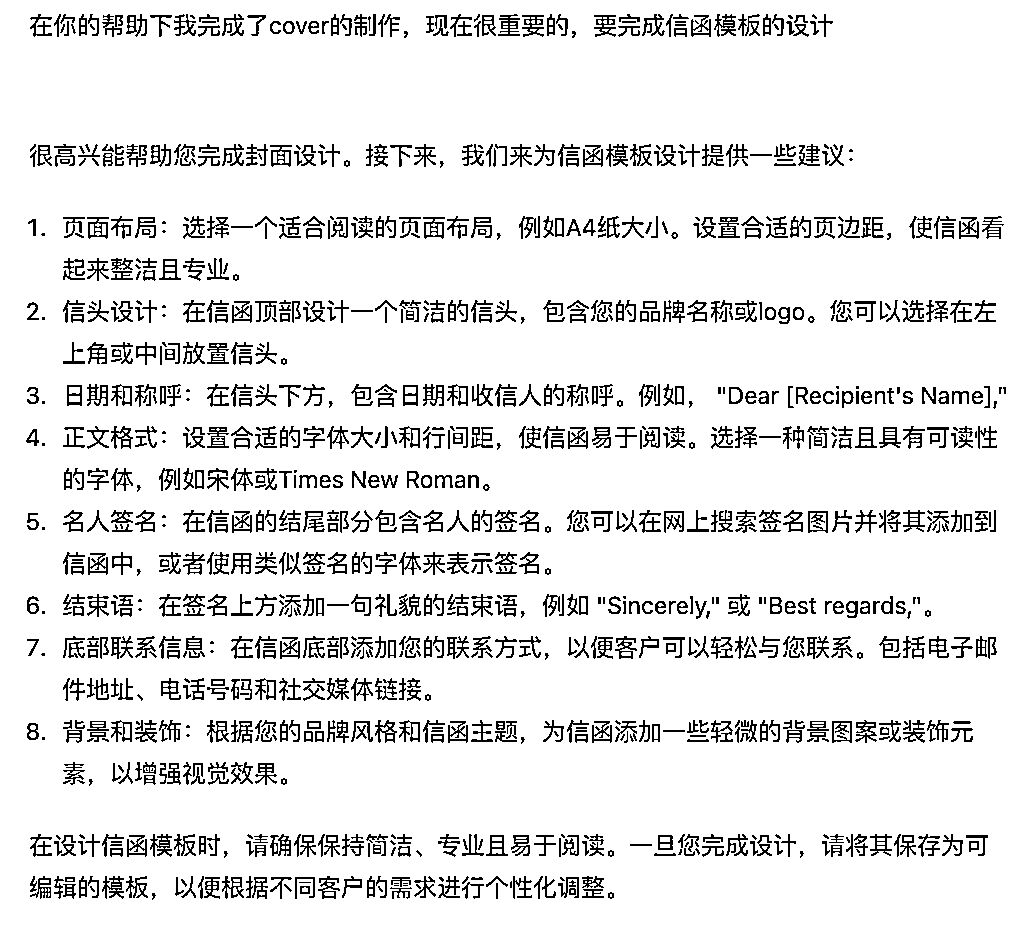 在你的帮助下我完成了cover的制作，现在很重要的，要完成信函模板的设计
很高兴能帮助您完成封面设计。接下来，我们来为信函模板设计提供一些建议：
1. 页面布局：选择一个适合阅读的页面布局，例如A4纸大小。设置合适的页边距，使信函看
起来整洁且专业。
2. 信头设计：在信函顶部设计一个简洁的信头，包含您的品牌名称或logo。您可以选择在左
上角或中间放置信头。
3. 日期和称呼：在信头下方，包含日期和收信人的称呼。例如， "Dear [Recipient's Name],"
4. 正文格式：设置合适的字体大小和行间距，使信函易于阅读。选择一种简洁且具有可读性
的字体，例如宋体或Times New Roman。
5. 名人签名：在信函的结尾部分包含名人的签名。您可以在网上搜索签名图片并将其添加到
信函中，或者使用类似签名的字体来表示签名。
6. 结束语：在签名上方添加一句礼貌的结束语，例如 "Sincerely," 或 "Best regards,"。
7. 底部联系信息：在信函底部添加您的联系方式，以便客户可以轻松与您联系。包括电子邮
件地址、电话号码和社交媒体链接。
8. 背景和装饰：根据您的品牌风格和信函主题，为信函添加一些轻微的背景图案或装饰元
素，以增强视觉效果。
在设计信函模板时，请确保保持简洁、专业且易于阅读。一旦您完成设计，请将其保存为可
编辑的模板，以便根据不同客户的需求进行个性化调整。